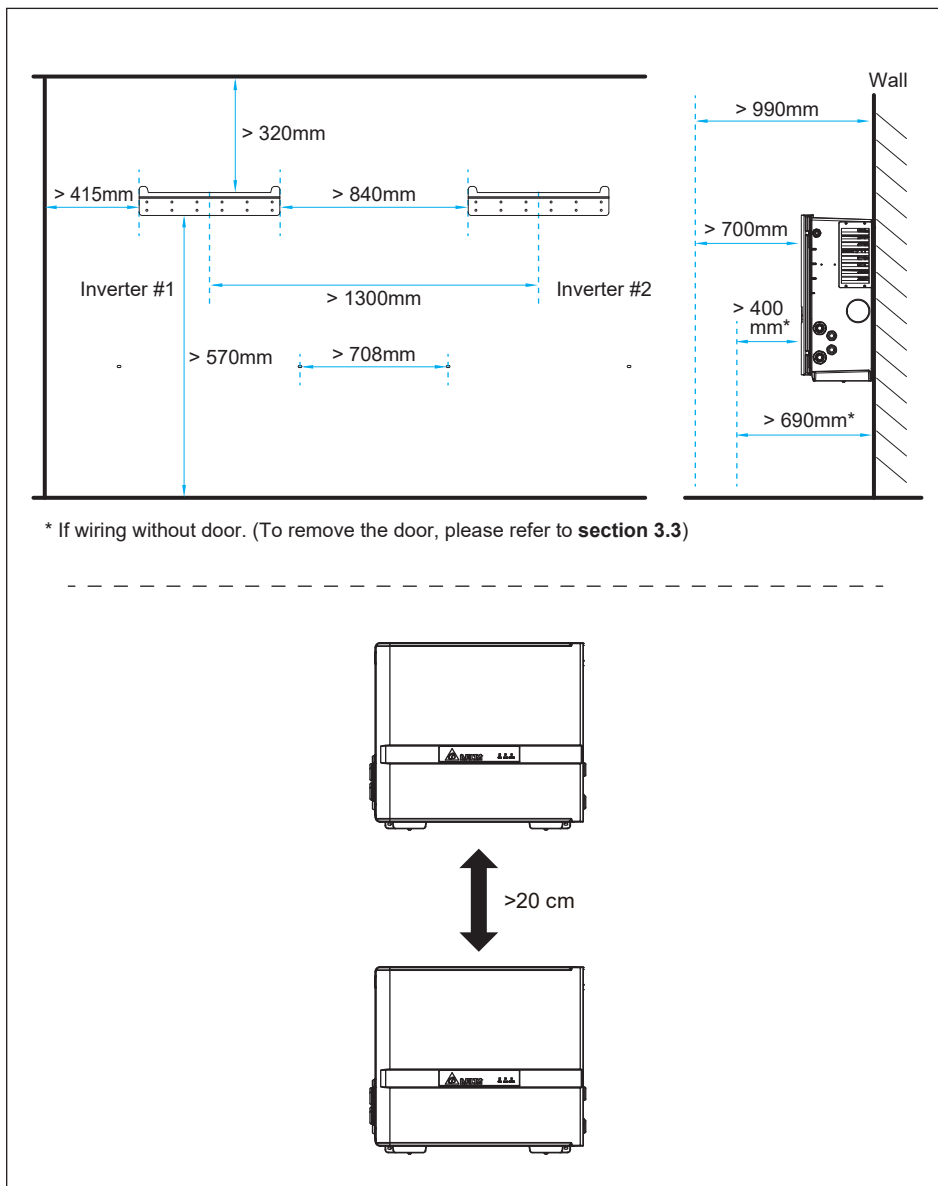 Wall
> 990mm
> 320mm
> 415mm
> 840mm
> 700mm
Inverter #1
> 1300mm
Inverter #2
> 400
mm*
> 570mm
> 708mm
> 690mm*
* If wiring without door. (To remove the door, please refer to section 3.3)
>20 cm